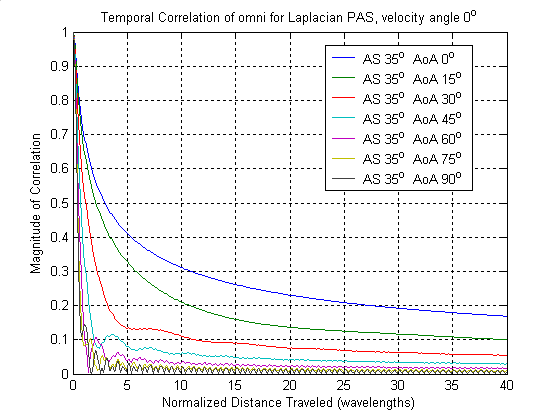 Temporal Correlation of omni for Laplacian PAS, velocity angle 0°
Magnitude of Correlation
1
0.9
0.8
0.7
0.6
0.5
0.4
0.3
0.2
0.1
0
AS 35° AoA 0°
AS 35° AoA 15°
AS 35° AoA 30°
AS 35° AoA 45°
AS 35° AoA 60°
AS 35° AoA 75°
AS 35° AoA 90°
0 5 10 15 20 25 30 35 40
Normalized Distance Traveled (wavelengths)